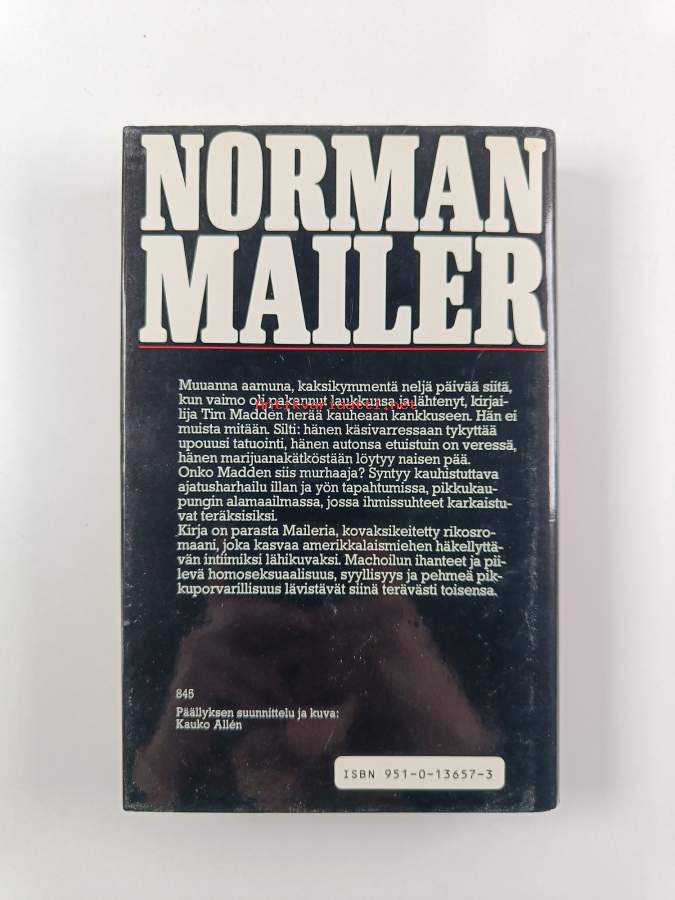 NORMAN
MAILER
Muuanna aamuna, kaksikymmentä neljä päivää siitä,
kun vaimo on pakannut laukkunsa ja lähtenyt, kirjai-
lija Tim Madden herää kauheaan kankkuseen. Hän ei
muista mitään. Silti: hänen käsivarressaan tykyttää
upouusi tatuointi, hänen autonsa etuistuin on veressä,
hänen marijuanakätköstään löytyy naisen pää.
Onko Madden siis murhaaja? Syntyy kauhistuttava
ajatusharhailu illan ja yön tapahtumissa, pikkukau-
pungin alamaailmassa, jossa ihmissuhteet karkaistu-
vat teräksisiksi.
Kirja on parasta Maileria, kovaksikeitetty rikosro-
maani, joka kasvaa amerikkalaismiehen häkellyttä-
vän intiimiksi lähikuvaksi. Machoilun ihanteet ja pii-
levä homoseksuaalisuus, syyllisyys ja pehmeä pik-
kuporvarillisuus lävistävät siinä terävästi toisensa.
845
Päällyksen suunnittelu ja kuva:
Kauko Allén
ISBN 951-0-13657-3
Antikvariaatti.net